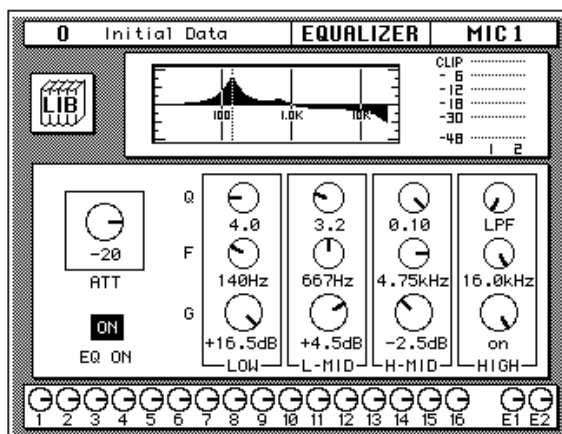 0 Initial Data EQUALIZER MIC1
LIB
100 1.0K 10K
CLIP
- 6
-12
-18
-30
-48
1 2
Q 4.0 3.2 0.10 LPF
-20
ATT
F 140Hz 667Hz 4.75kHz 16.0kHz
ON
EQ ON
G +16.5dB +4.5dB -2.5dB on
LOW L-MID H-MID HIGH
1 2 3 4 5 6 7 8 9 10 11 12 13 14 15 16 E1 E2